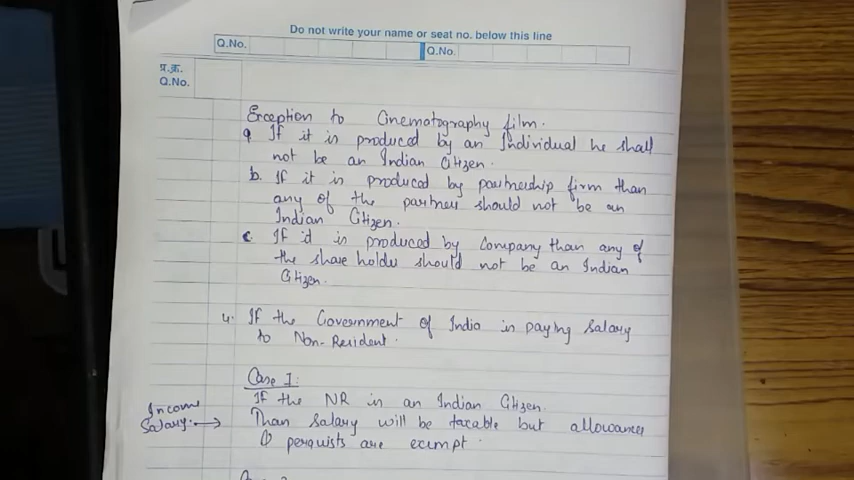 Do not write your name or seat no. below this line
Q.No. Q.No.
प्र.क्र.
Q.No.
Exception to Cinemotography film.
a If it is produced by an Individual he shall
not be an Indian Citizen.
b. If it is produced by partnership firm than
any of the partner should not be an
Indian Citizen.
c If it is produced by Company than any of
the share holder should not be an Indian
Citizen.
4. If the Government of India is paying Salary
to Non-Resident.
Case I:
If the NR is an Indian Citizen.
Income
Salary. → Than Salary will be taxable but allowances
perquists are exempt.